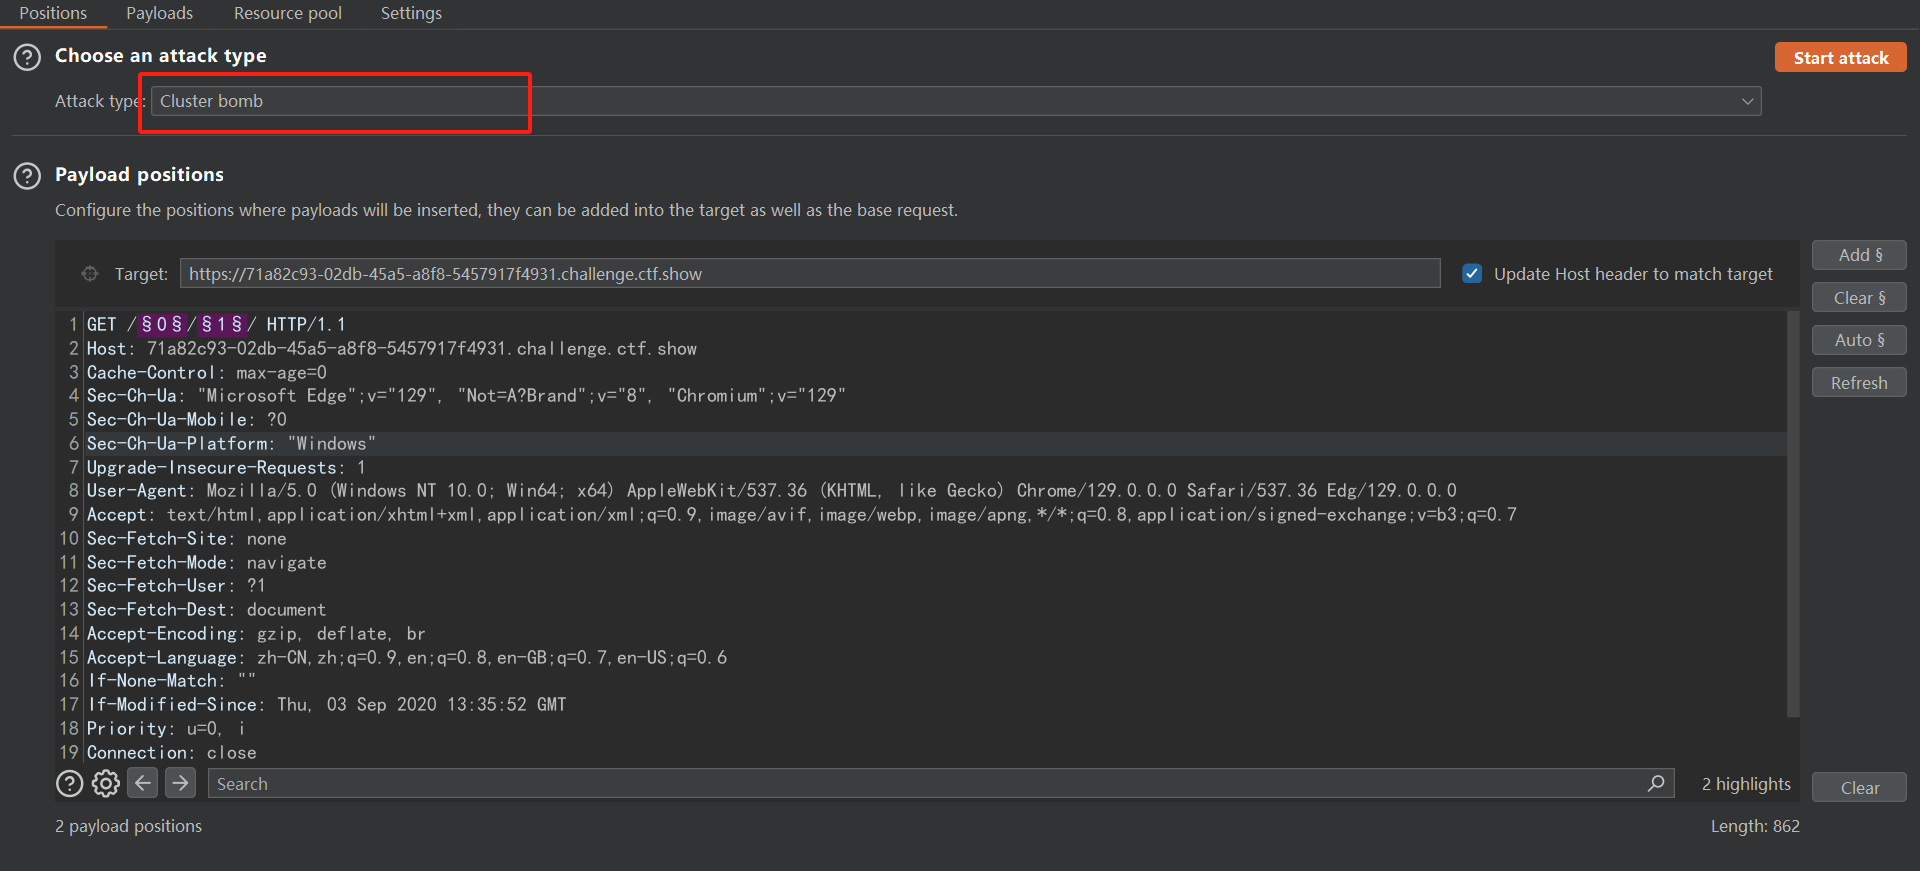 Positions Payloads Resource pool Settings
Choose an attack type
Start attack
Attack type: Cluster bomb
Payload positions
Configure the positions where payloads will be inserted, they can be added into the target as well as the base request.
Target: https://71a82c93-02db-45a5-a8f8-5457917f4931.challenge.ctf.show Update Host header to match target
Add §
Clear §
Auto §
Refresh
1 GET /§0§/§1§/ HTTP/1.1
2 Host: 71a82c93-02db-45a5-a8f8-5457917f4931.challenge.ctf.show
3 Cache-Control: max-age=0
4 Sec-Ch-Ua: "Microsoft Edge";v="129", "Not=A?Brand";v="8", "Chromium";v="129"
5 Sec-Ch-Ua-Mobile: ?0
6 Sec-Ch-Ua-Platform: "Windows"
7 Upgrade-Insecure-Requests: 1
8 User-Agent: Mozilla/5.0 (Windows NT 10.0; Win64; x64) AppleWebKit/537.36 (KHTML, like Gecko) Chrome/129.0.0.0 Safari/537.36 Edg/129.0.0.0
9 Accept: text/html,application/xhtml+xml,application/xml;q=0.9,image/avif,image/webp,image/apng,*/*;q=0.8,application/signed-exchange;v=b3;q=0.7
10 Sec-Fetch-Site: none
11 Sec-Fetch-Mode: navigate
12 Sec-Fetch-User: ?1
13 Sec-Fetch-Dest: document
14 Accept-Encoding: gzip, deflate, br
15 Accept-Language: zh-CN,zh;q=0.9,en;q=0.8,en-GB;q=0.7,en-US;q=0.6
16 If-None-Match: ""
17 If-Modified-Since: Thu, 03 Sep 2020 13:35:52 GMT
18 Priority: u=0, i
19 Connection: close
Search
2 highlights
Clear
2 payload positions
Length: 862